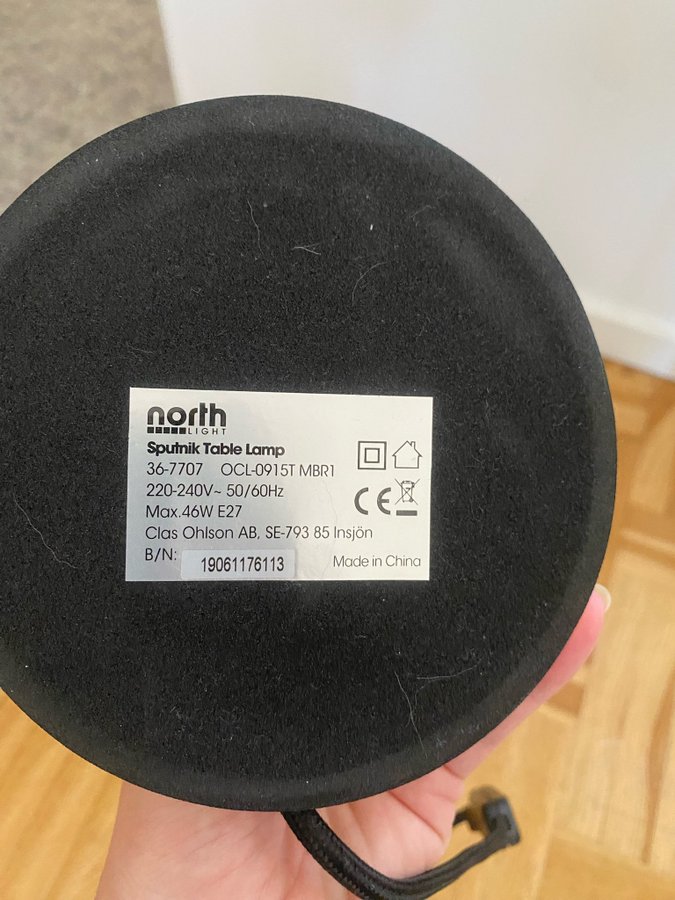 north
LIGHT
Sputnik Table Lamp
36-7707 OCL-0915T MBR1
220-240V~ 50/60Hz
Max.46W E27
CE
Clas Ohlson AB, SE-793 85 Insjön
B/N: 19061176113
Made in China